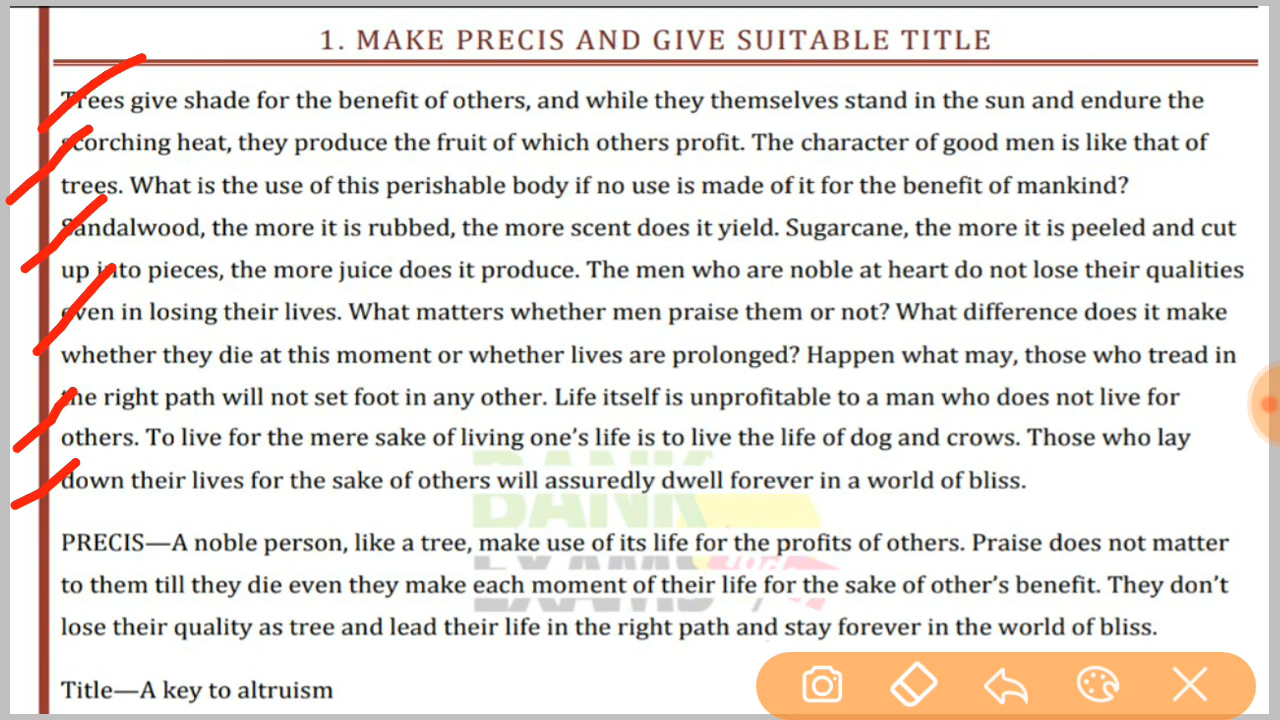 1. MAKE PRECIS AND GIVE SUITABLE TITLE
Trees give shade for the benefit of others, and while they themselves stand in the sun and endure the
scorching heat, they produce the fruit of which others profit. The character of good men is like that of
trees. What is the use of this perishable body if no use is made of it for the benefit of mankind?
Sandalwood, the more it is rubbed, the more scent does it yield. Sugarcane, the more it is peeled and cut
up into pieces, the more juice does it produce. The men who are noble at heart do not lose their qualities
even in losing their lives. What matters whether men praise them or not? What difference does it make
whether they die at this moment or whether lives are prolonged? Happen what may, those who tread in
the right path will not set foot in any other. Life itself is unprofitable to a man who does not live for
others. To live for the mere sake of living one's life is to live the life of dog and crows. Those who lay
down their lives for the sake of others will assuredly dwell forever in a world of bliss.
BANK
EXAMS
PRECIS—A noble person, like a tree, make use of its life for the profits of others. Praise does not matter
to them till they die even they make each moment of their life for the sake of other's benefit. They don't
lose their quality as tree and lead their life in the right path and stay forever in the world of bliss.
Title—A key to altruism